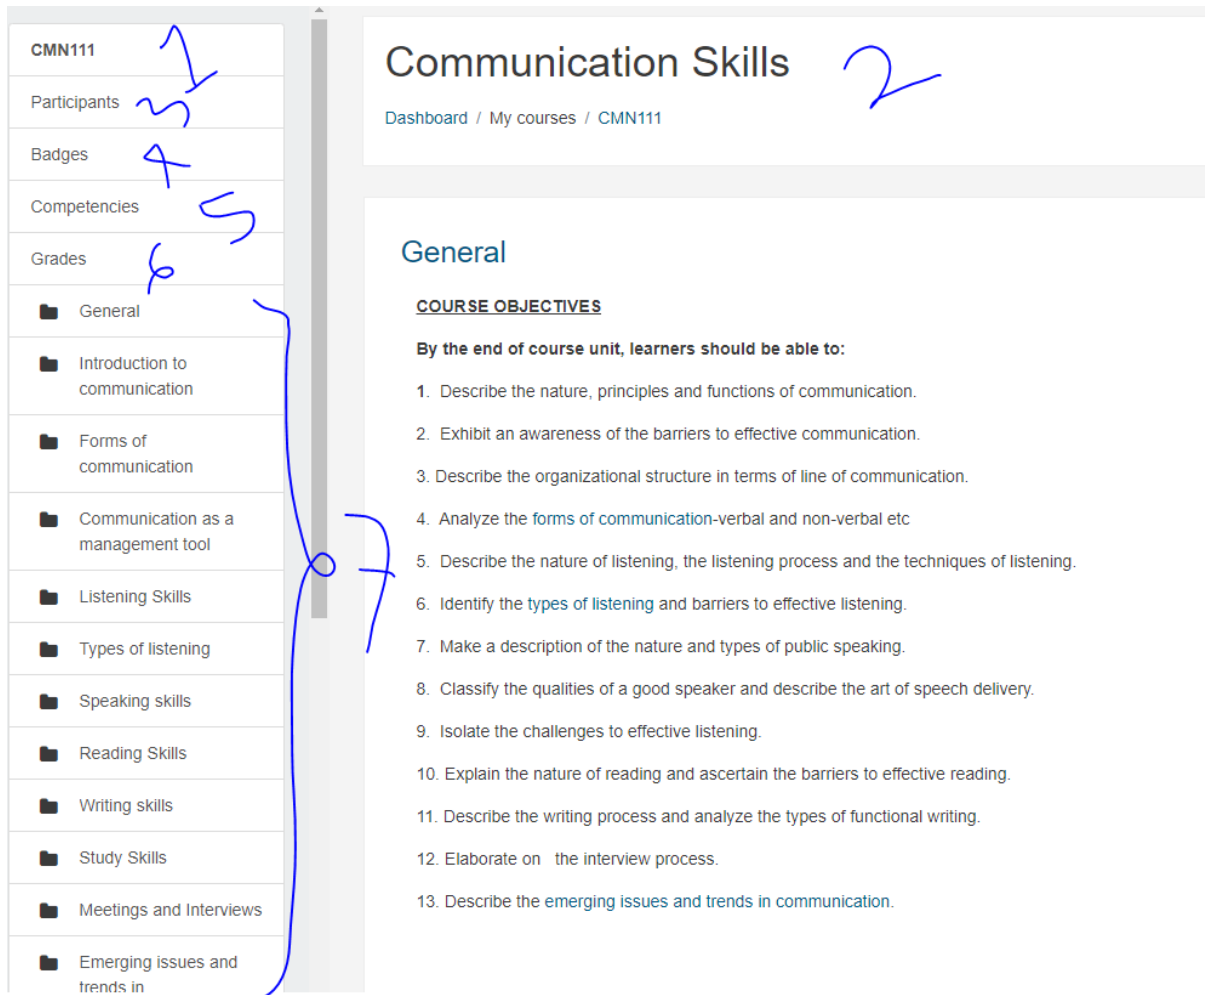 CMN111 1
Participants 3
Badges 4
Competencies 5
Grades 6
General
Introduction to
communication
Forms of
communication
Communication as a
management tool
Listening Skills
Types of listening
Speaking skills
Reading Skills
Writing skills
Study Skills
Meetings and Interviews
Emerging issues and
trends in
7
Communication Skills 2
Dashboard / My courses / CMN111
General
COURSE OBJECTIVES
By the end of course unit, learners should be able to:
1. Describe the nature, principles and functions of communication.
2. Exhibit an awareness of the barriers to effective communication.
3. Describe the organizational structure in terms of line of communication.
4. Analyze the forms of communication-verbal and non-verbal etc
5. Describe the nature of listening, the listening process and the techniques of listening.
6. Identify the types of listening and barriers to effective listening.
7. Make a description of the nature and types of public speaking.
8. Classify the qualities of a good speaker and describe the art of speech delivery.
9. Isolate the challenges to effective listening.
10. Explain the nature of reading and ascertain the barriers to effective reading.
11. Describe the writing process and analyze the types of functional writing.
12. Elaborate on the interview process.
13. Describe the emerging issues and trends in communication.